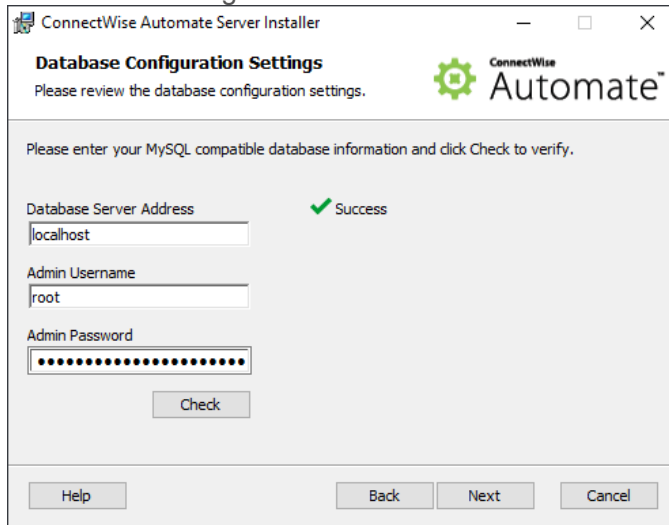 ConnectWise Automate Server Installer
Database Configuration Settings
Please review the database configuration settings.
ConnectWise
Automate™
Please enter your MySQL compatible database information and click Check to verify.
Database Server Address
Success
localhost
Admin Username
root
Admin Password
Check
Help
Back
Next
Cancel